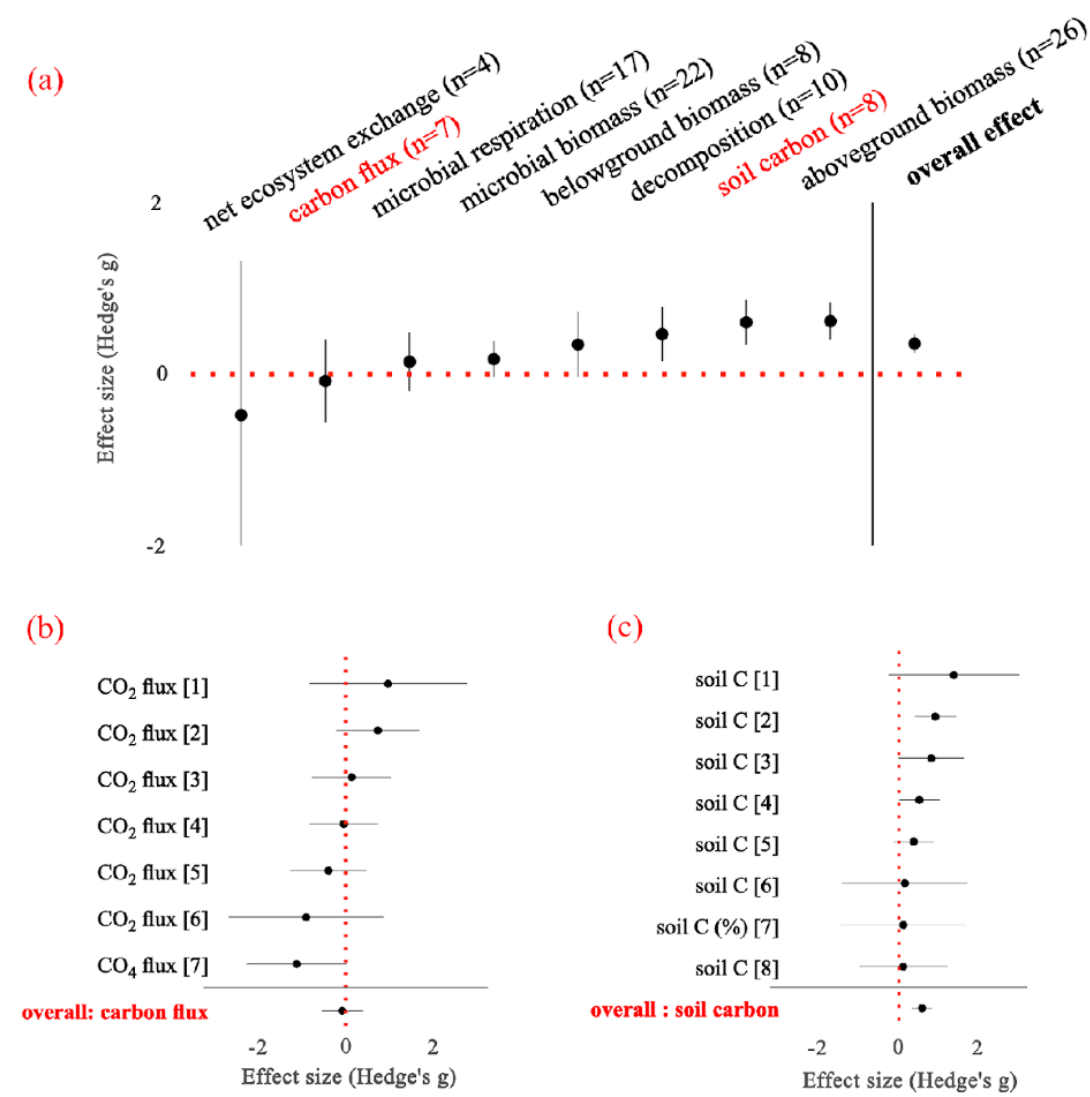 (a)
net ecosystem exchange (n=4)
carbon flux (n=7)
microbial respiration (n=17)
microbial biomass (n=22)
belowground biomass (n=8)
decomposition (n=10)
soil carbon (n=8)
aboveground biomass (n=26)
overall effect
2
0
-2
Effect size (Hedge's g)
(b)
CO₂ flux [1]
CO₂ flux [2]
CO₂ flux [3]
CO₂ flux [4]
CO₂ flux [5]
CO₂ flux [6]
CO₄ flux [7]
overall: carbon flux
-2 0 2
Effect size (Hedge's g)
(c)
soil C [1]
soil C [2]
soil C [3]
soil C [4]
soil C [5]
soil C [6]
soil C (%) [7]
soil C [8]
overall : soil carbon
-2 0 2
Effect size (Hedge's g)